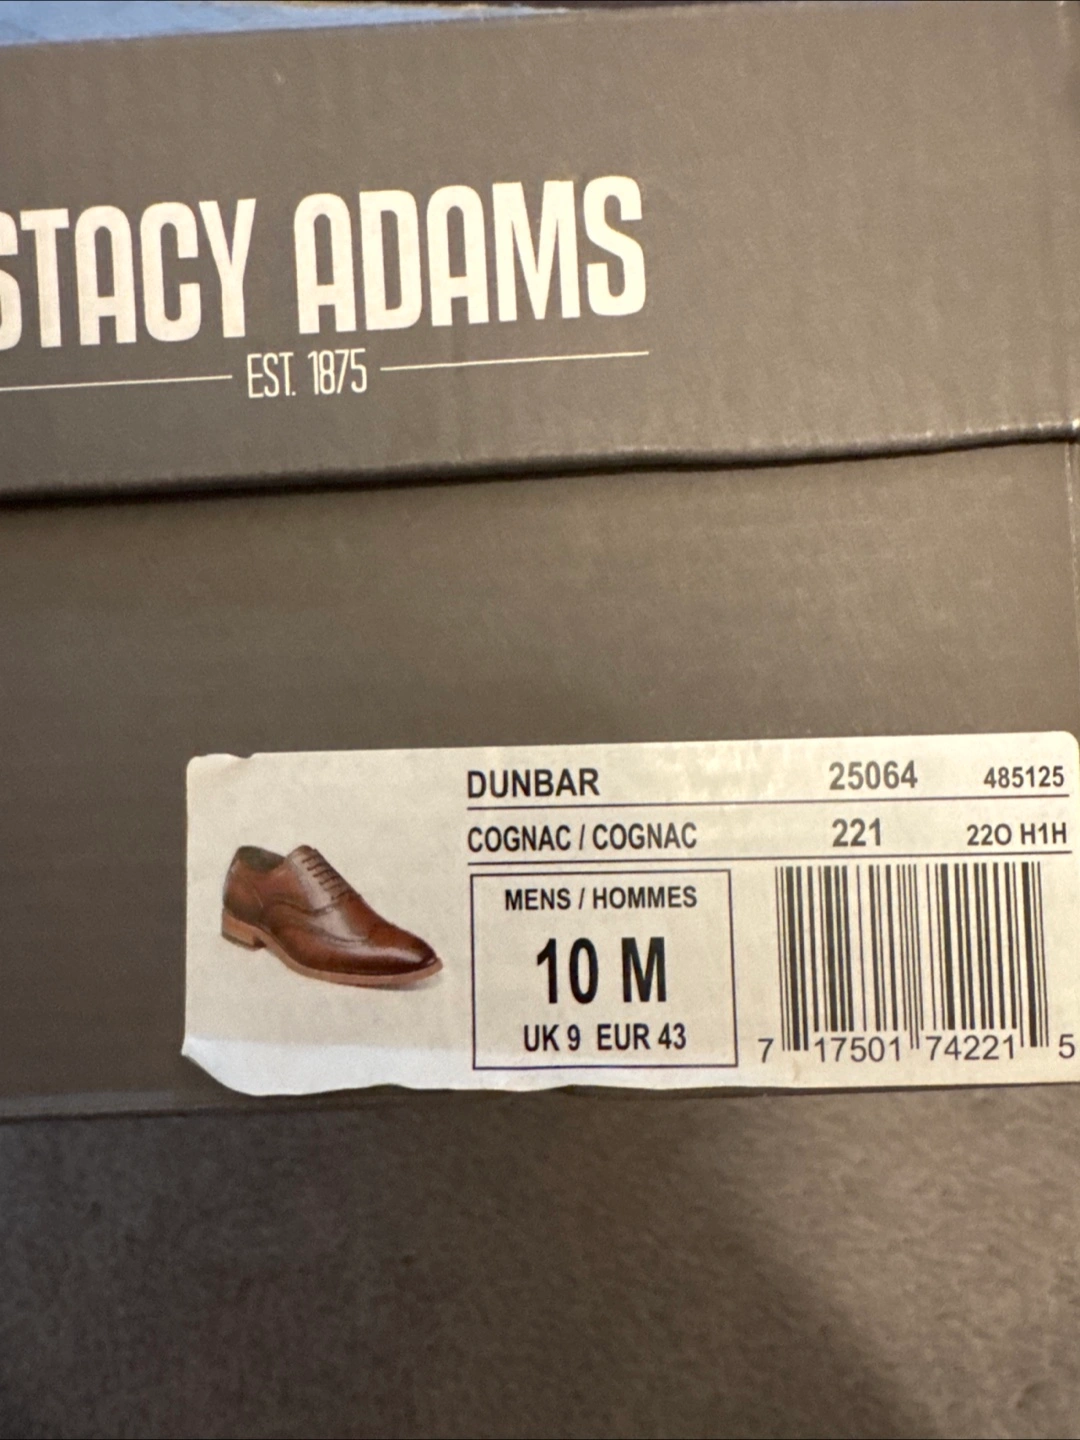 STACY ADAMS
EST. 1875
DUNBAR 25064 485125
COGNAC / COGNAC 221 22O H1H
MENS / HOMMES
10 M
UK 9 EUR 43
7 17501 74221 5